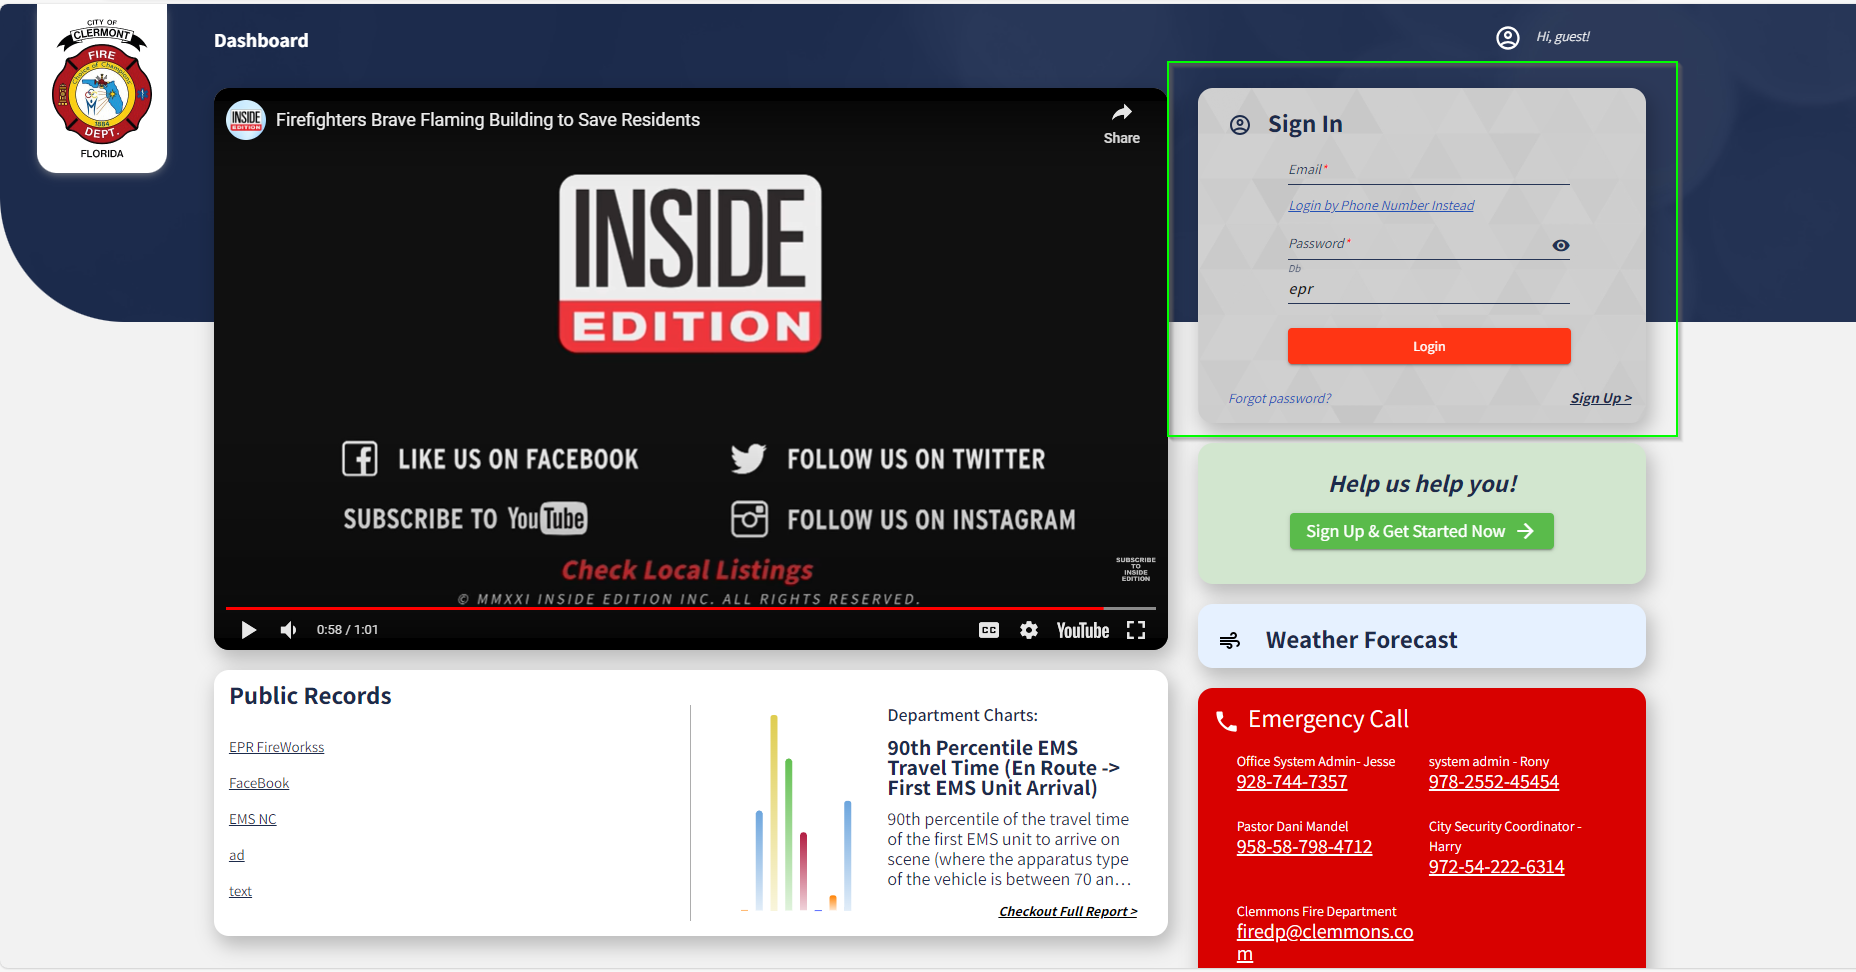 CITY OF
CLERMONT
FIRE
Choice of Champions
1884
DEPT.
FLORIDA
Dashboard
Hi, guest!
INSIDE
EDITION
Firefighters Brave Flaming Building to Save Residents
Share
INSIDE
EDITION
LIKE US ON FACEBOOK
FOLLOW US ON TWITTER
SUBSCRIBE TO YouTube
FOLLOW US ON INSTAGRAM
Check Local Listings
SUBSCRIBE
TO
INSIDE
EDITION
© MMXXI INSIDE EDITION INC. ALL RIGHTS RESERVED.
0:58 / 1:01
CC
YouTube
Sign In
Email*
Login by Phone Number Instead
Password*
Db
epr
Login
Forgot password?
Sign Up >
Help us help you!
Sign Up & Get Started Now
Weather Forecast
Public Records
EPR FireWorkss
FaceBook
EMS NC
ad
text
Department Charts:
90th Percentile EMS
Travel Time (En Route ->
First EMS Unit Arrival)
90th percentile of the travel time
of the first EMS unit to arrive on
scene (where the apparatus type
of the vehicle is between 70 an...
Checkout Full Report >
Emergency Call
Office System Admin- Jesse
928-744-7357
system admin - Rony
978-2552-45454
Pastor Dani Mandel
958-58-798-4712
City Security Coordinator -
Harry
972-54-222-6314
Clemmons Fire Department
firedp@clemmons.co
m